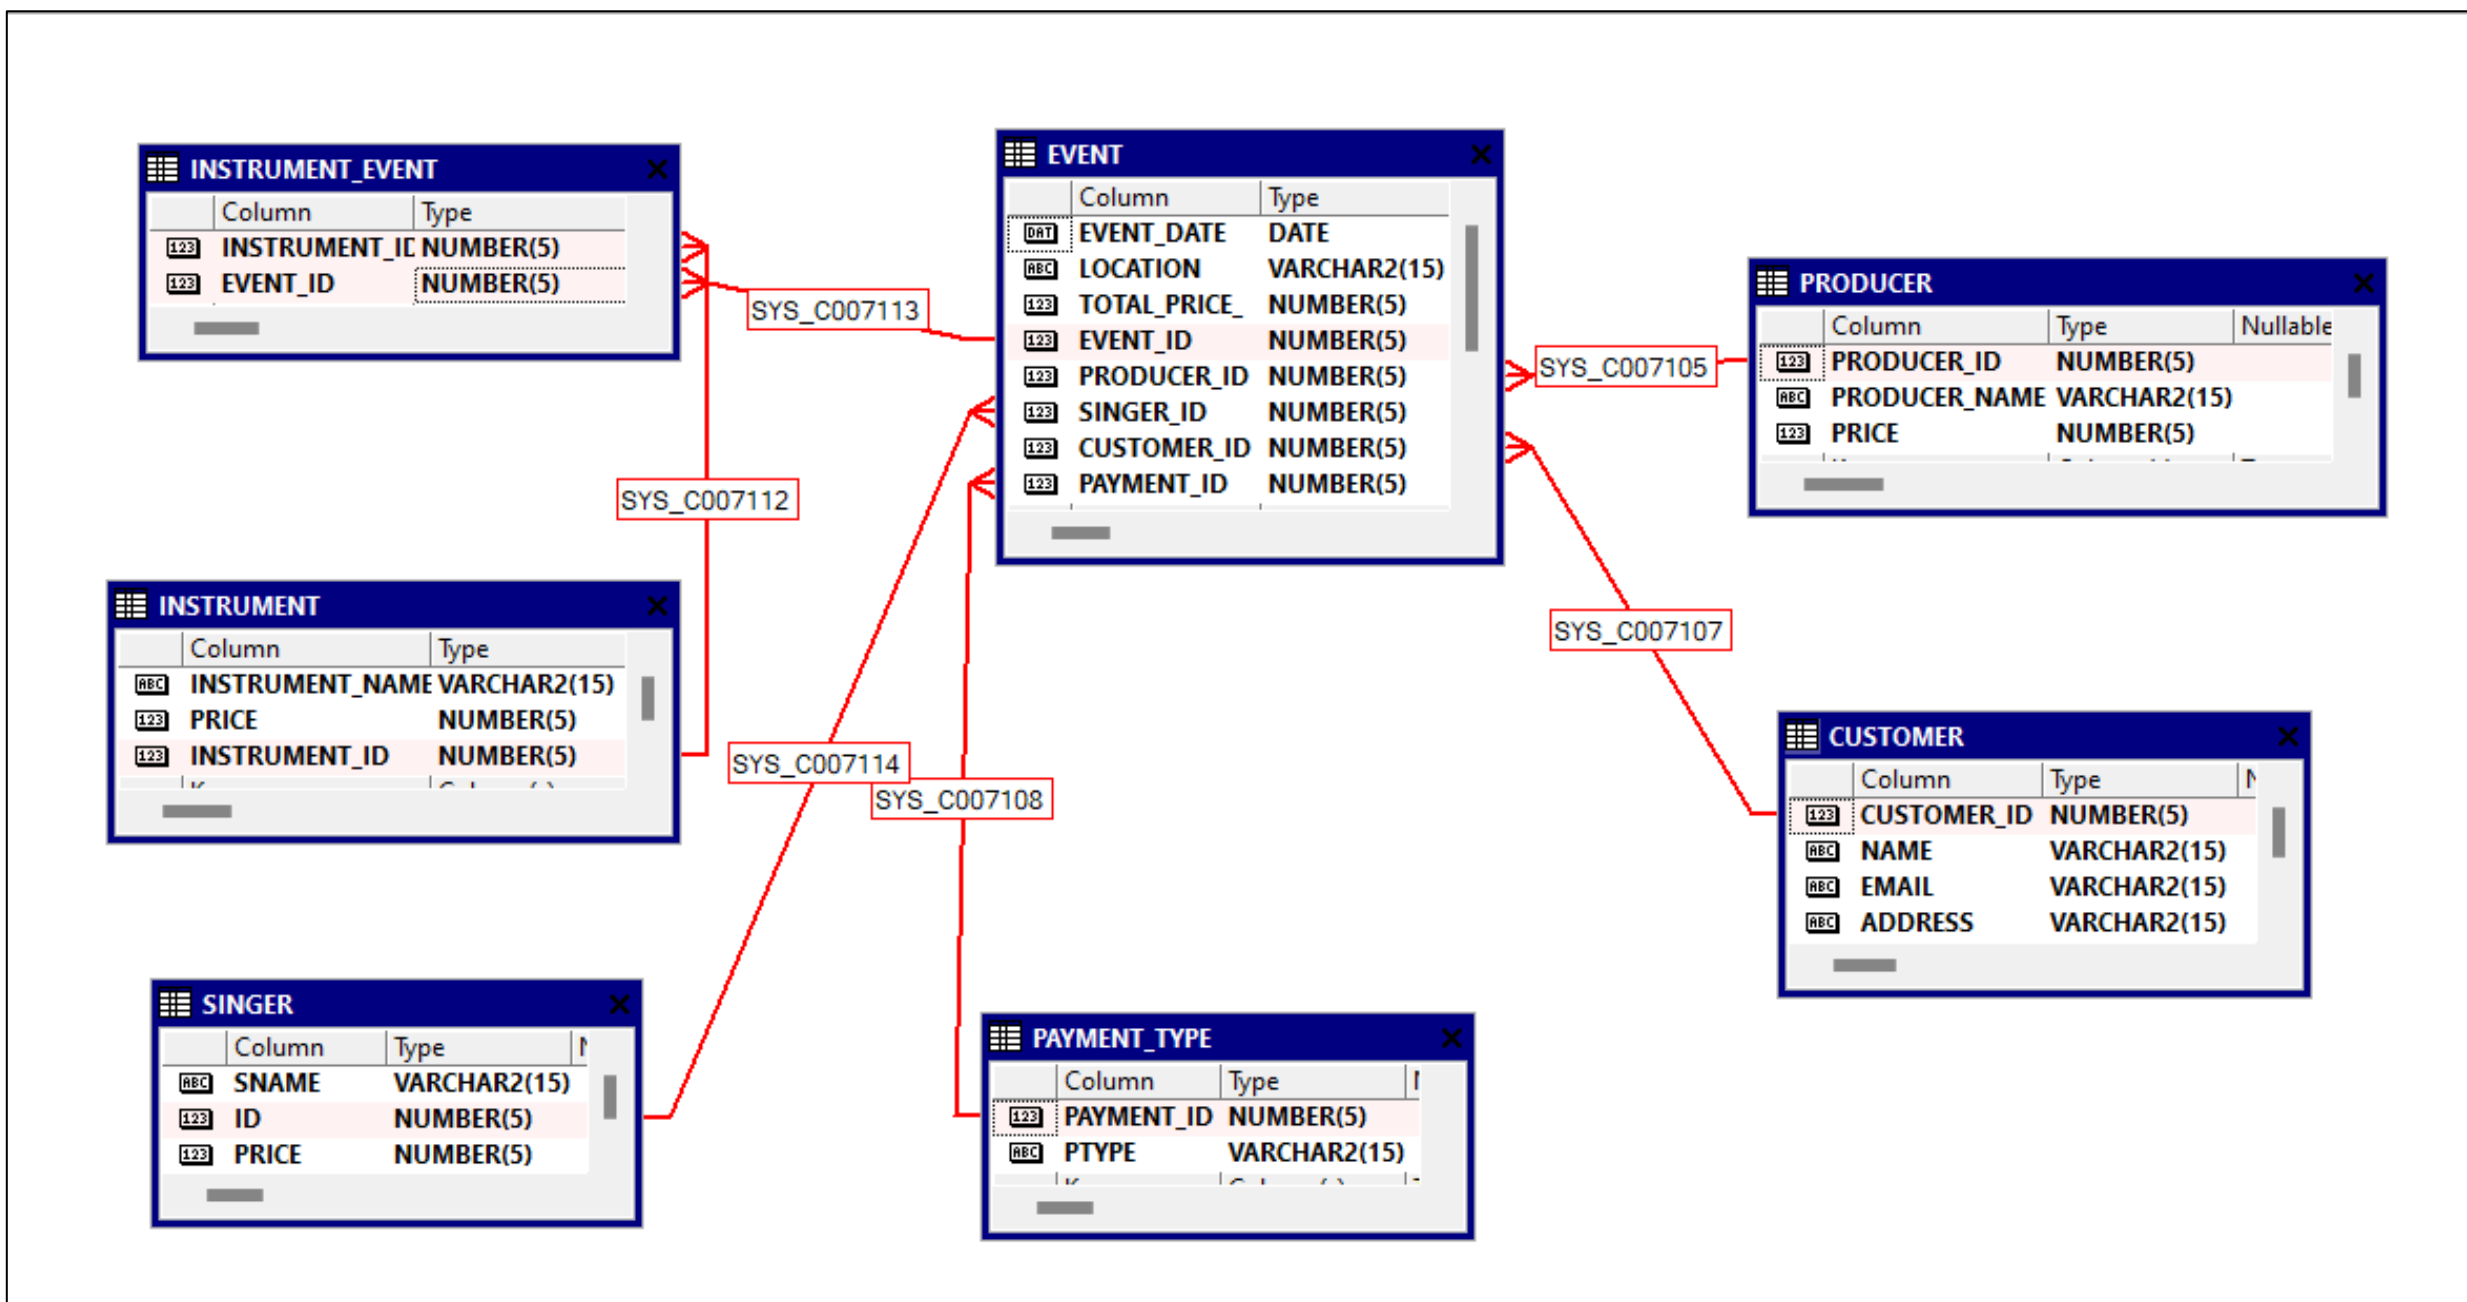 INSTRUMENT_EVENT
Column Type
INSTRUMENT_ID NUMBER(5)
EVENT_ID NUMBER(5)
EVENT
Column Type
EVENT_DATE DATE
LOCATION VARCHAR2(15)
TOTAL_PRICE_ NUMBER(5)
EVENT_ID NUMBER(5)
PRODUCER_ID NUMBER(5)
SINGER_ID NUMBER(5)
CUSTOMER_ID NUMBER(5)
PAYMENT_ID NUMBER(5)
PRODUCER
Column Type Nullable
PRODUCER_ID NUMBER(5)
PRODUCER_NAME VARCHAR2(15)
PRICE NUMBER(5)
SYS_C007113
SYS_C007105
SYS_C007112
INSTRUMENT
Column Type
INSTRUMENT_NAME VARCHAR2(15)
PRICE NUMBER(5)
INSTRUMENT_ID NUMBER(5)
SYS_C007107
SYS_C007114
SYS_C007108
CUSTOMER
Column Type N
CUSTOMER_ID NUMBER(5)
NAME VARCHAR2(15)
EMAIL VARCHAR2(15)
ADDRESS VARCHAR2(15)
SINGER
Column Type N
SNAME VARCHAR2(15)
ID NUMBER(5)
PRICE NUMBER(5)
PAYMENT_TYPE
Column Type
PAYMENT_ID NUMBER(5)
PTYPE VARCHAR2(15)